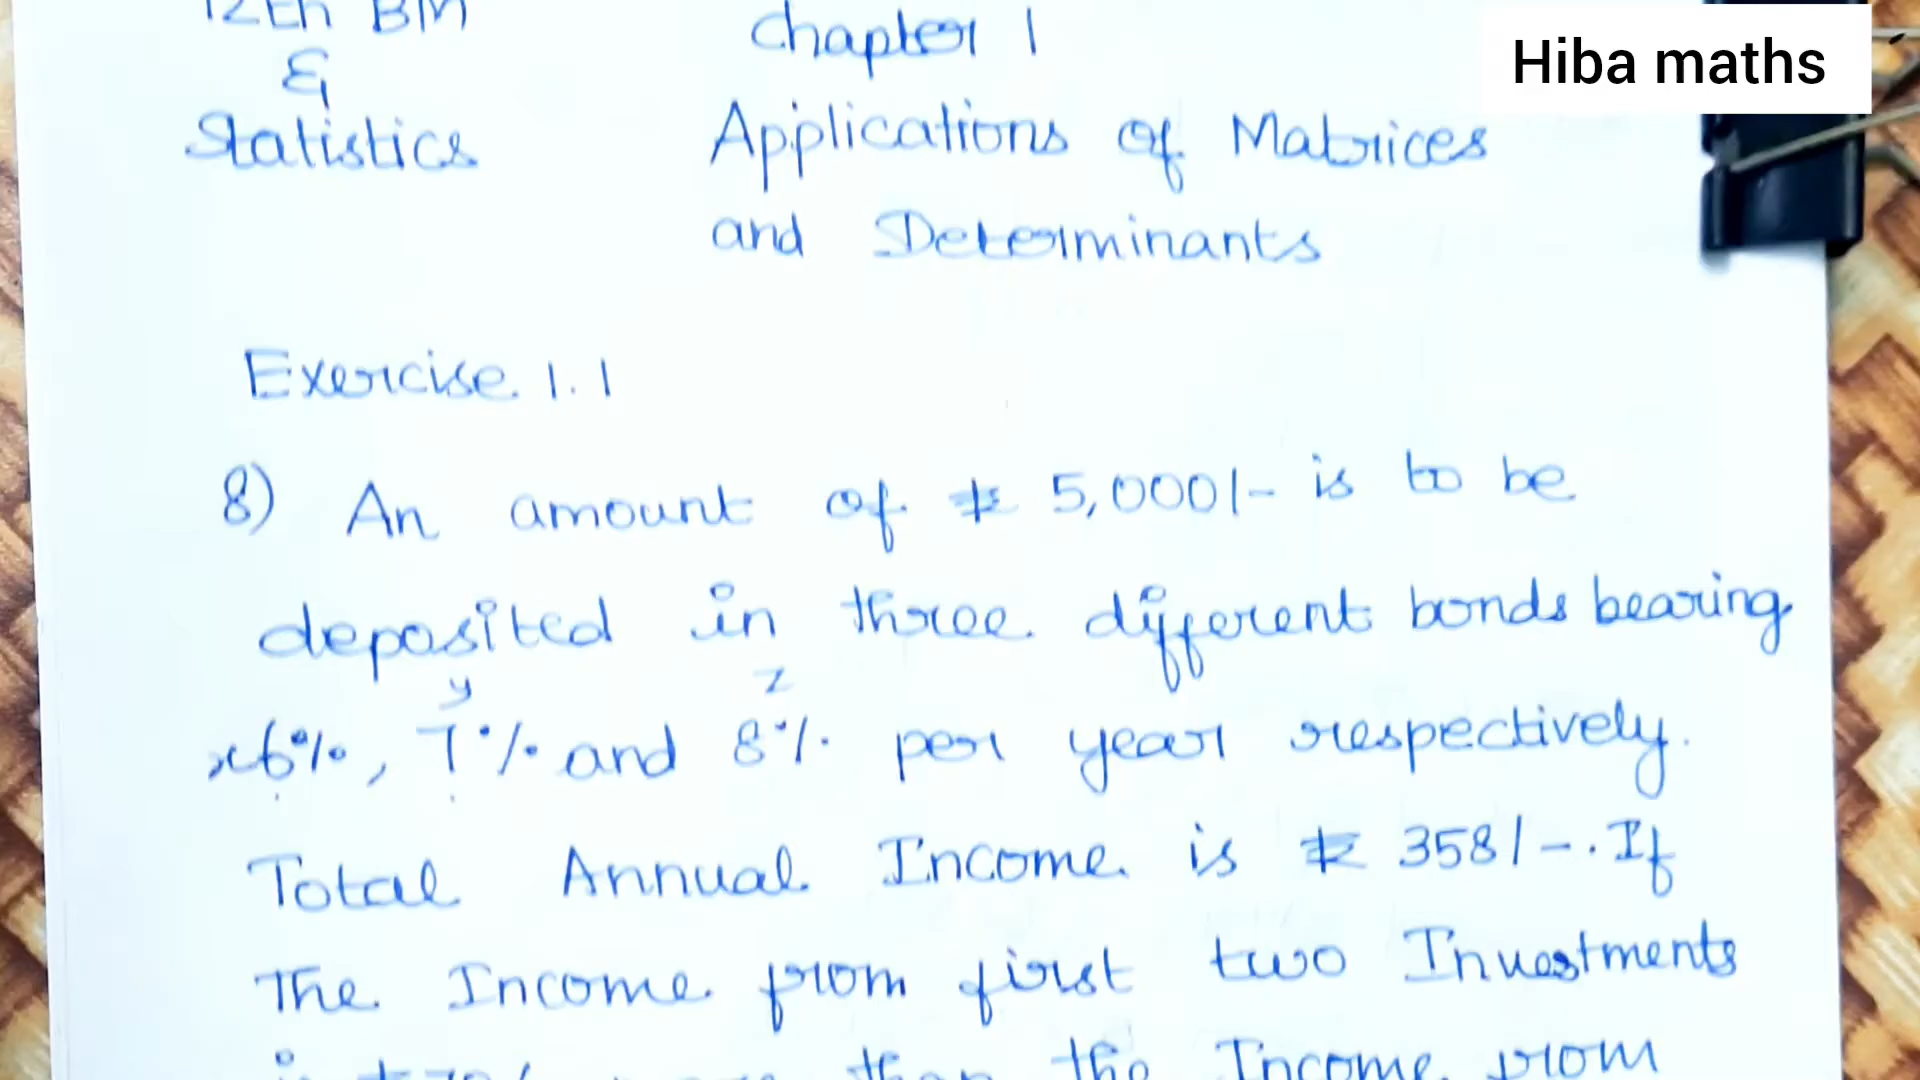 12th BM
&
Statistics
Chapter 1
Applications of Matrices
and Determinants
Hiba maths
Exercise 1.1
8) An amount of ₹ 5,000/- is to be
deposited in three different bonds bearing
y z
x6%, 7% and 8% per year respectively.
Total Annual Income is ₹ 358/-. If
The Income from first two Investments
than the Income from